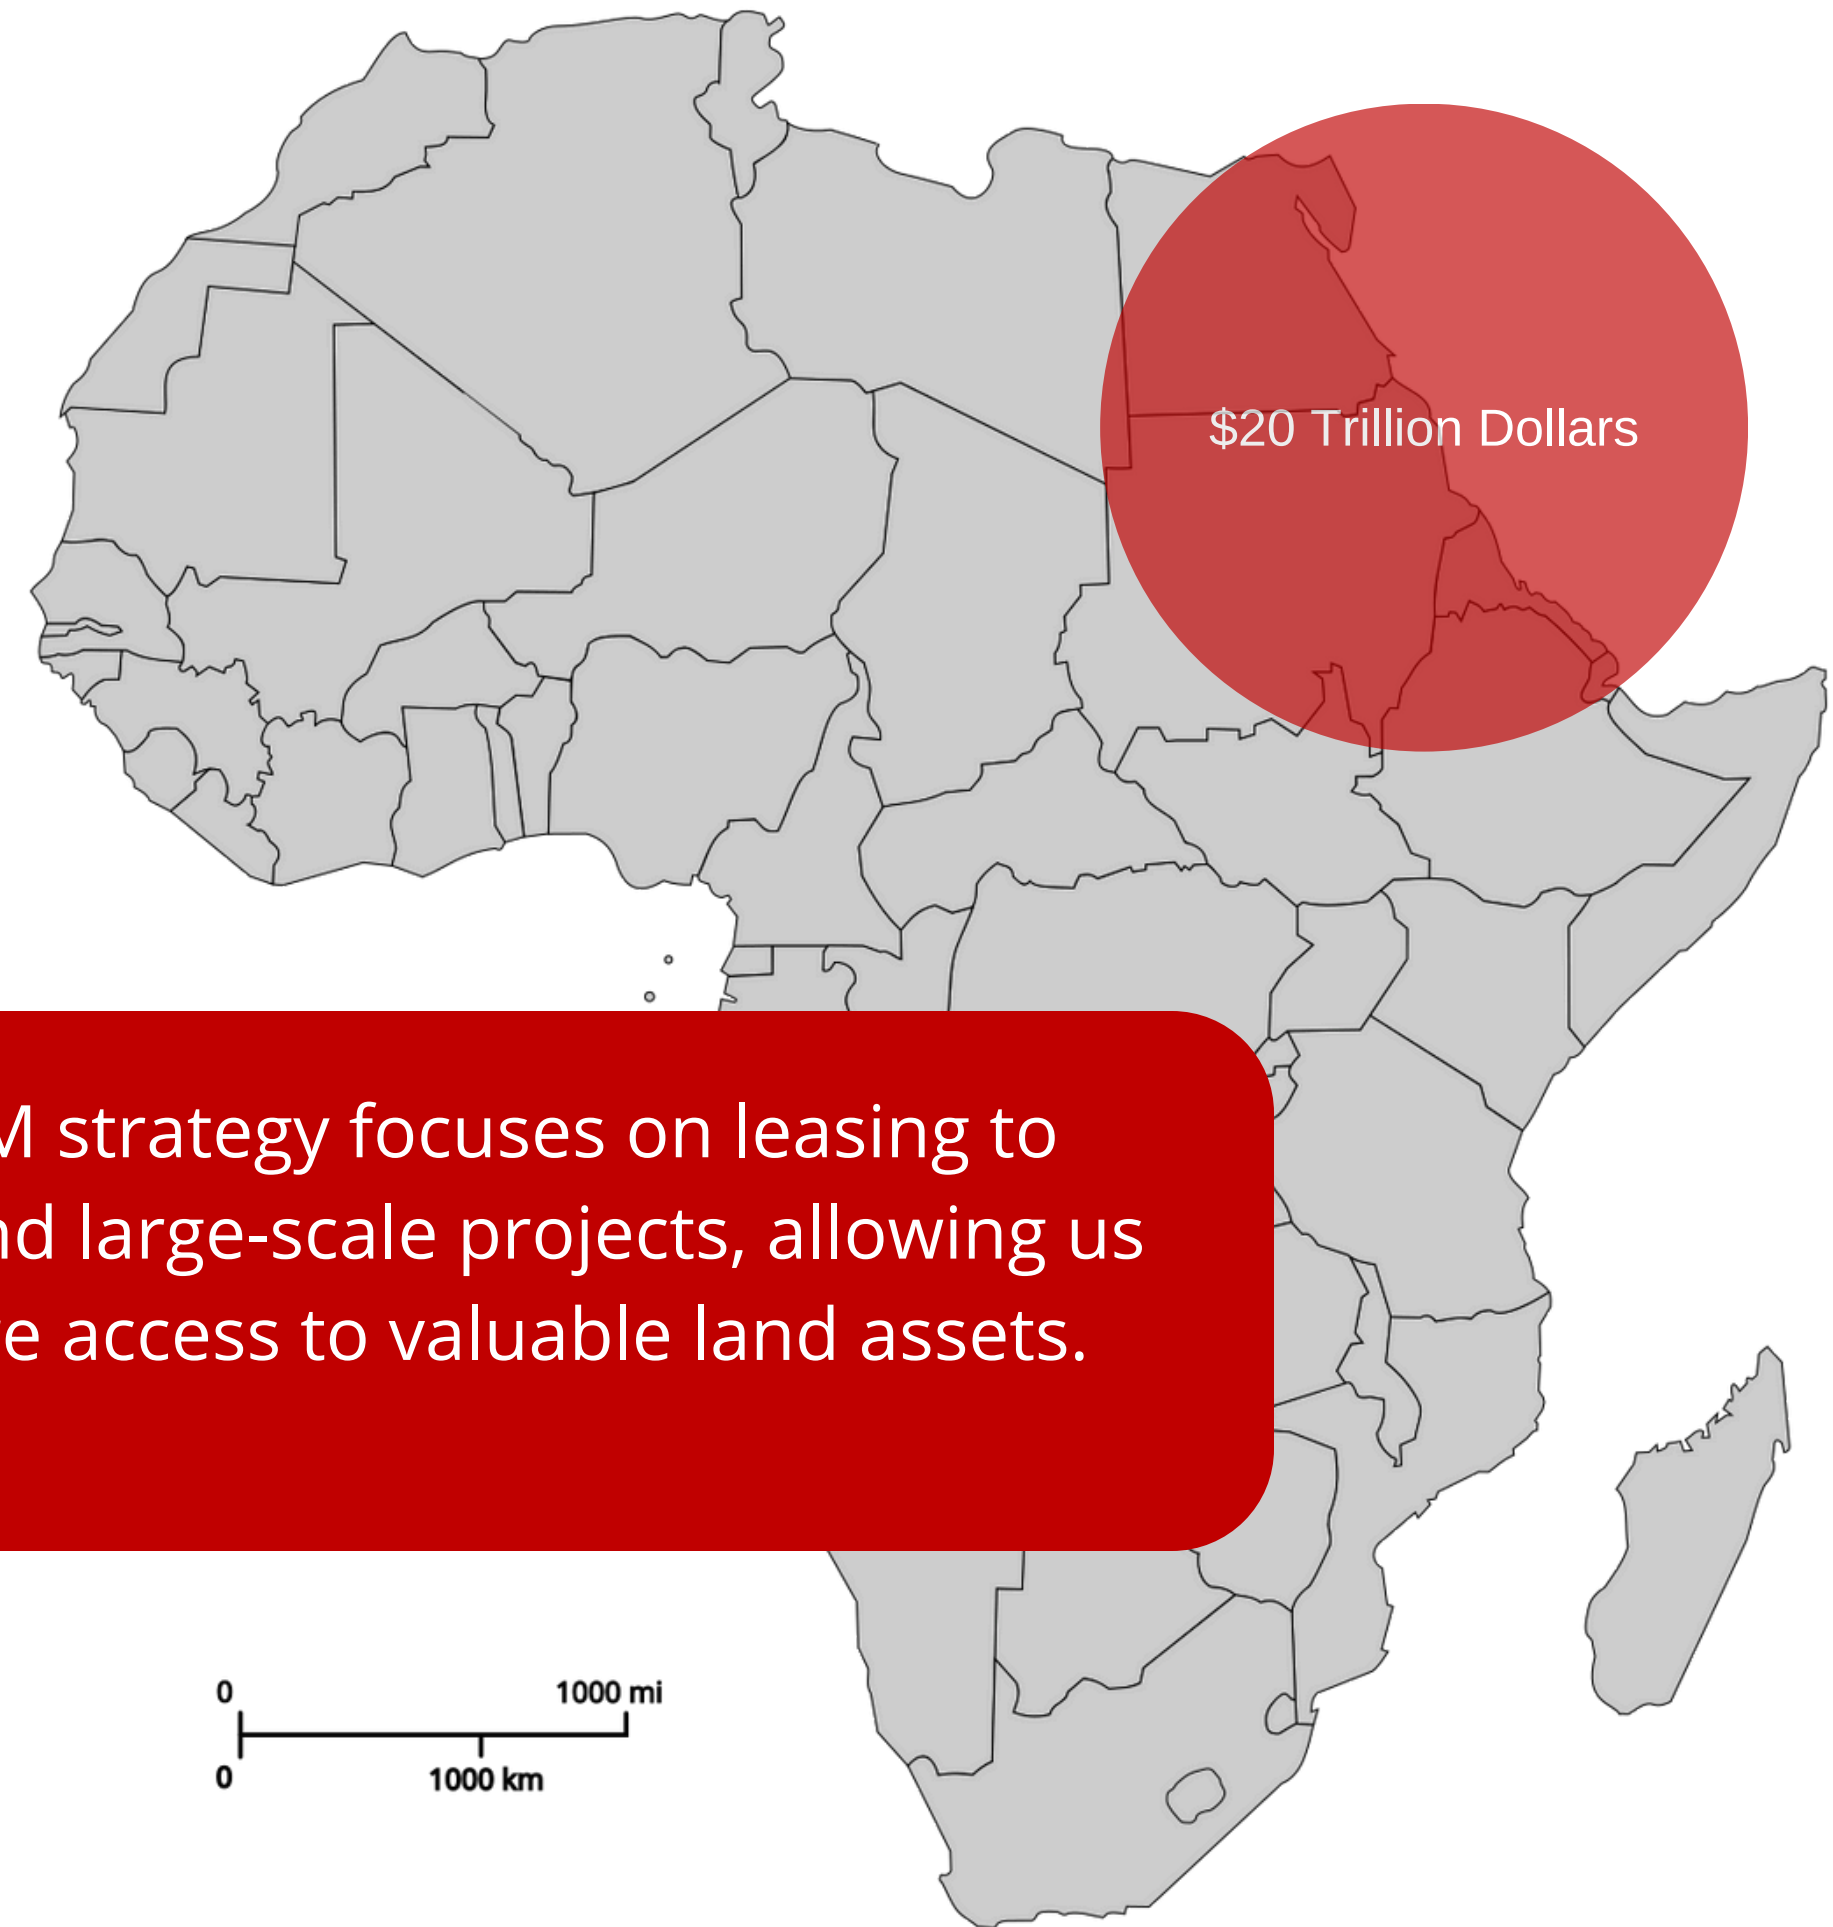 $20 Trillion Dollars
M strategy focuses on leasing to
nd large-scale projects, allowing us
e access to valuable land assets.
0 1000 mi
0 1000 km